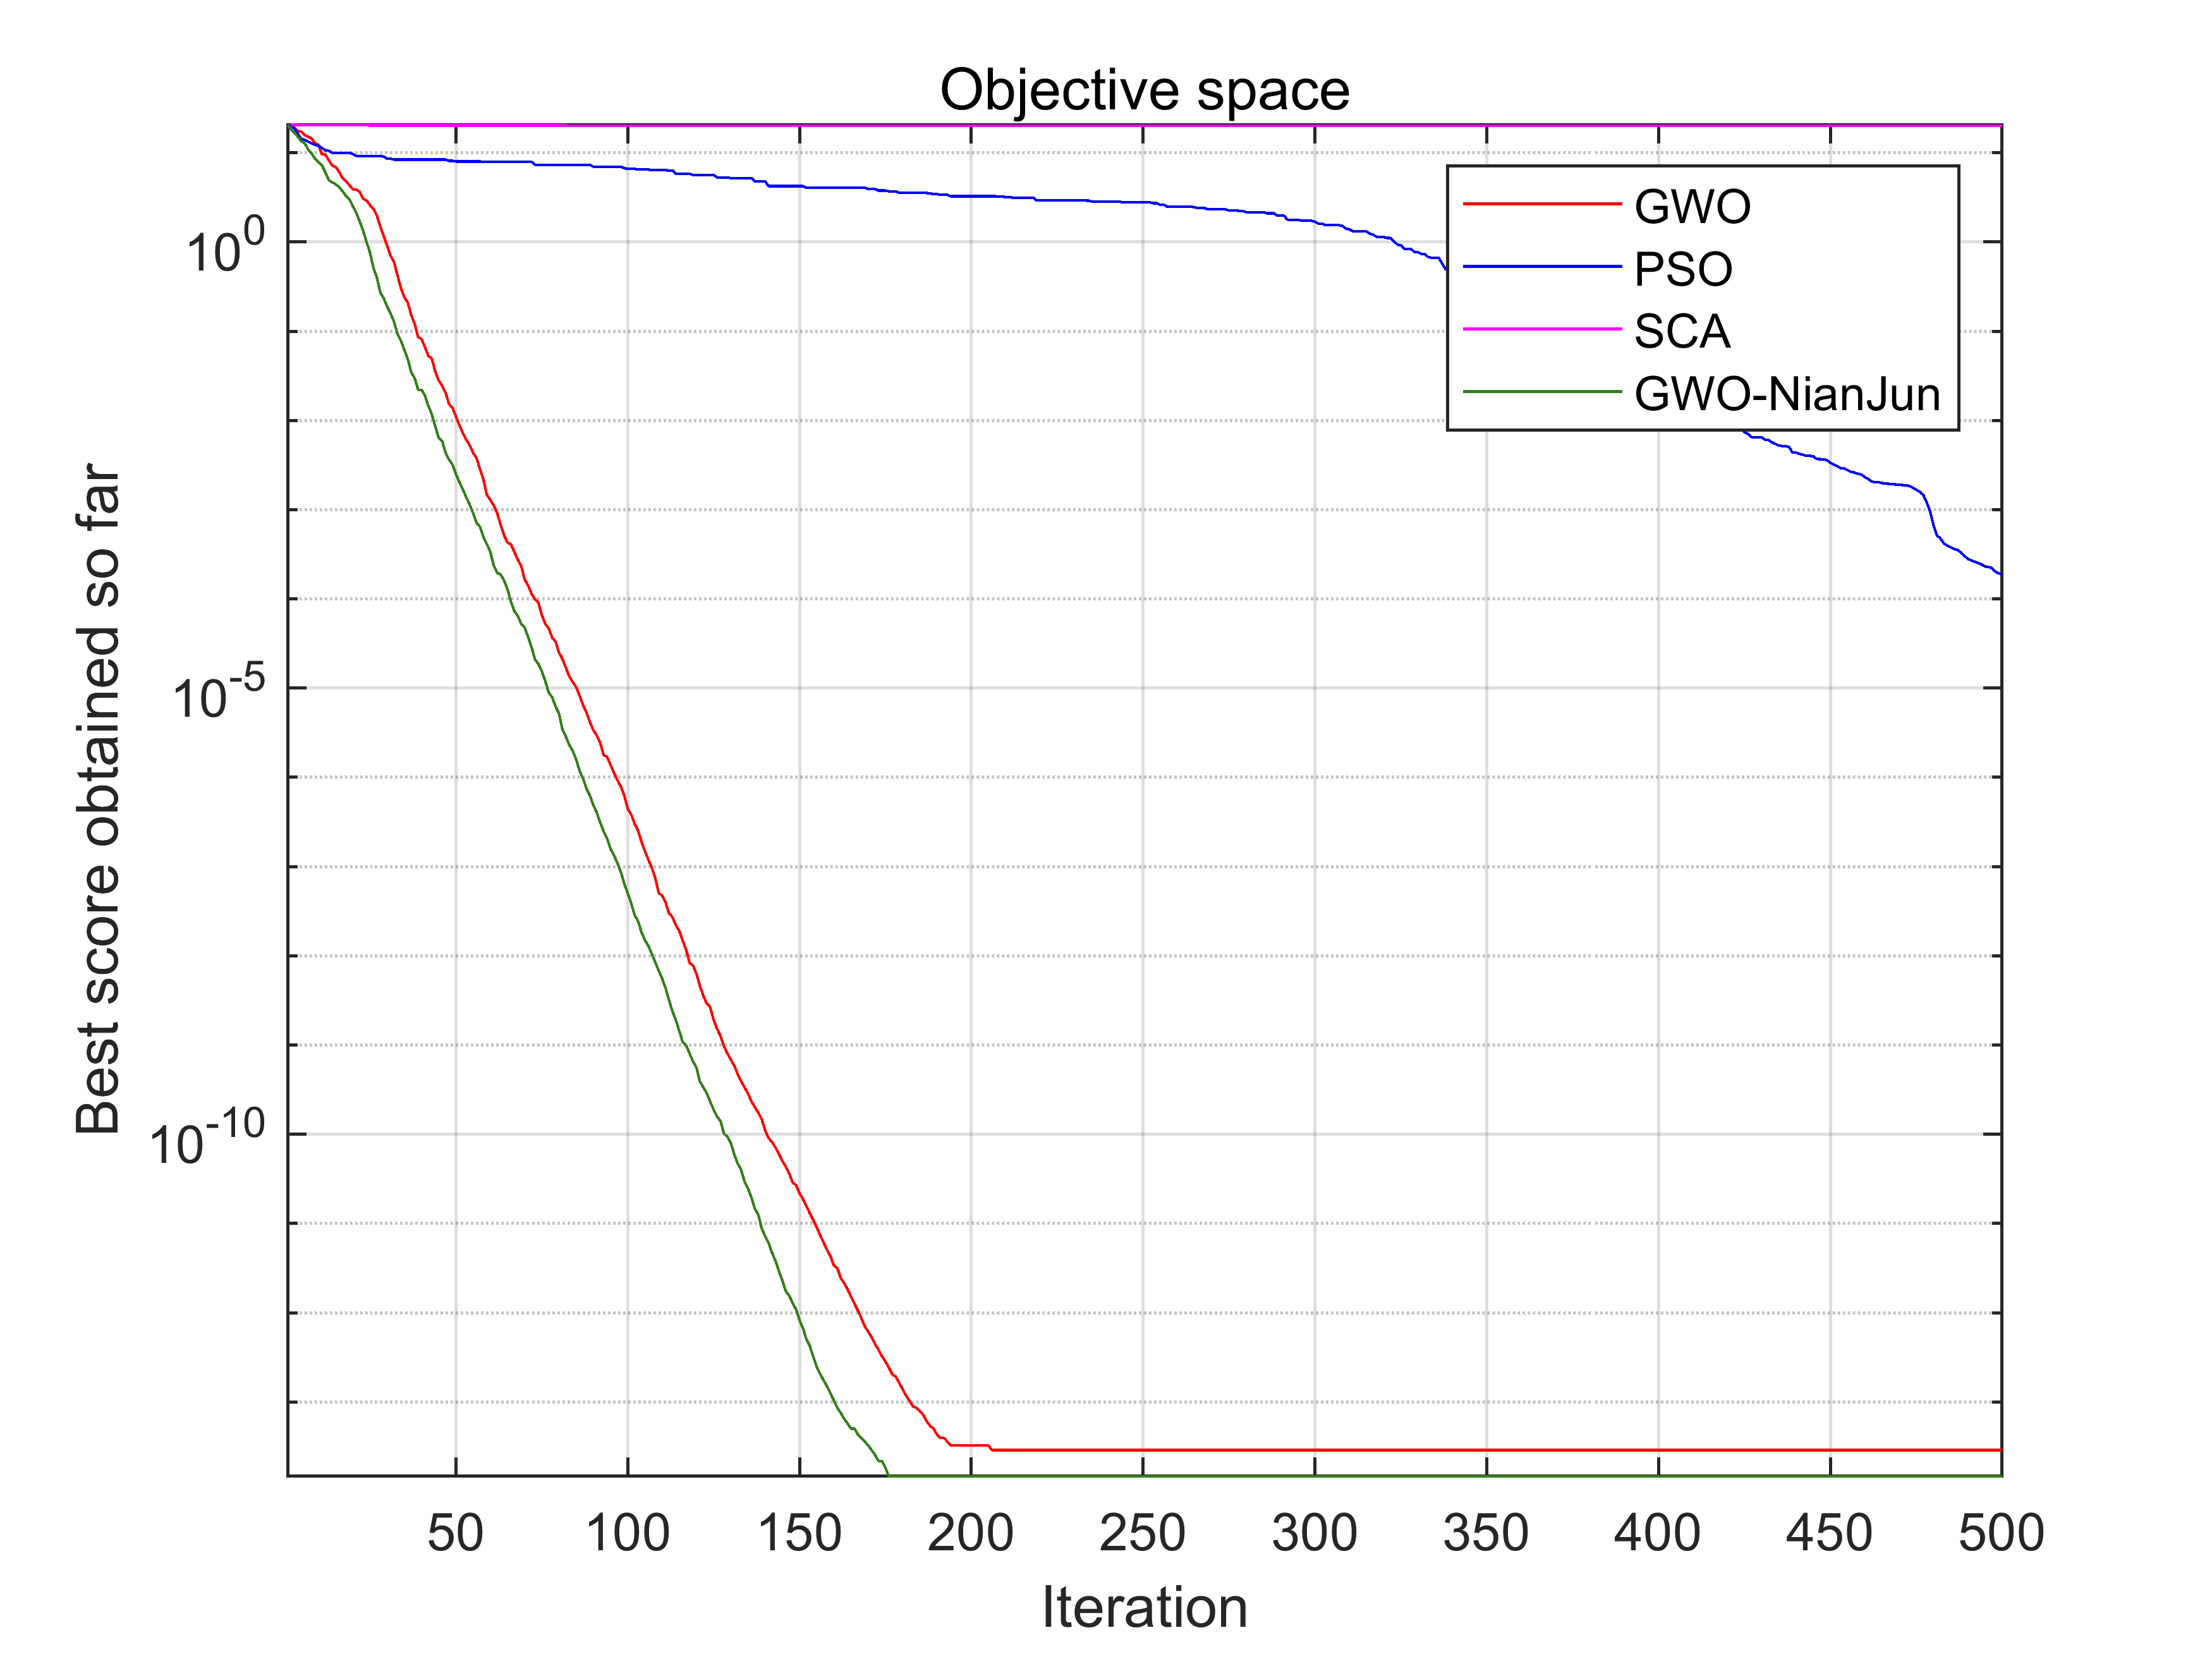 Objective space
Best score obtained so far
10^0
10^-5
10^-10
GWO
PSO
SCA
GWO-NianJun
50 100 150 200 250 300 350 400 450 500
Iteration